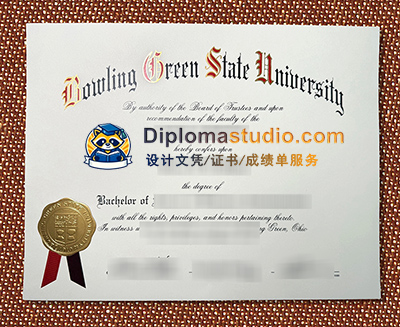 Bowling Green State University
By authority of the Board of Trustees and upon
recommendation of the faculty of the
Diplomastudio.com
设计文凭/证书/成绩单服务
hereby confers upon
the degree of
Bachelor of
with all the rights, privileges, and honors pertaining thereto.
In witness Green, Ohio